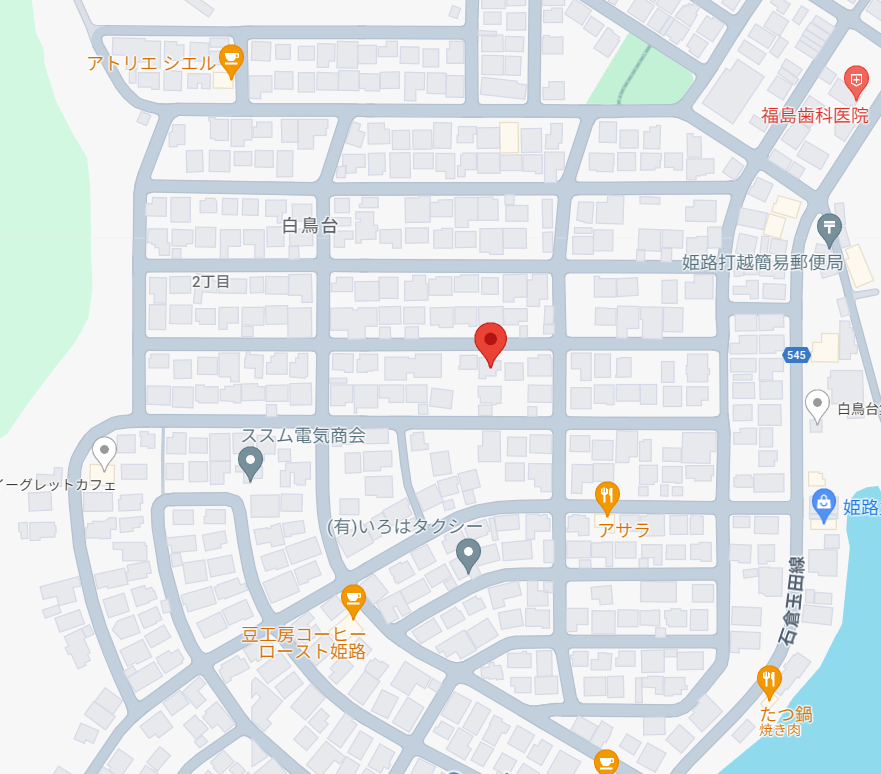 アトリエ シエル
福島歯科医院
白鳥台
姫路打越簡易郵便局
2丁目
545
白鳥台
ススム電気商会
ーグレットカフェ
姫路
(有)いろはタクシー
アサラ
石倉玉田線
豆工房コーヒー
ロースト姫路
たつ鍋
焼き肉